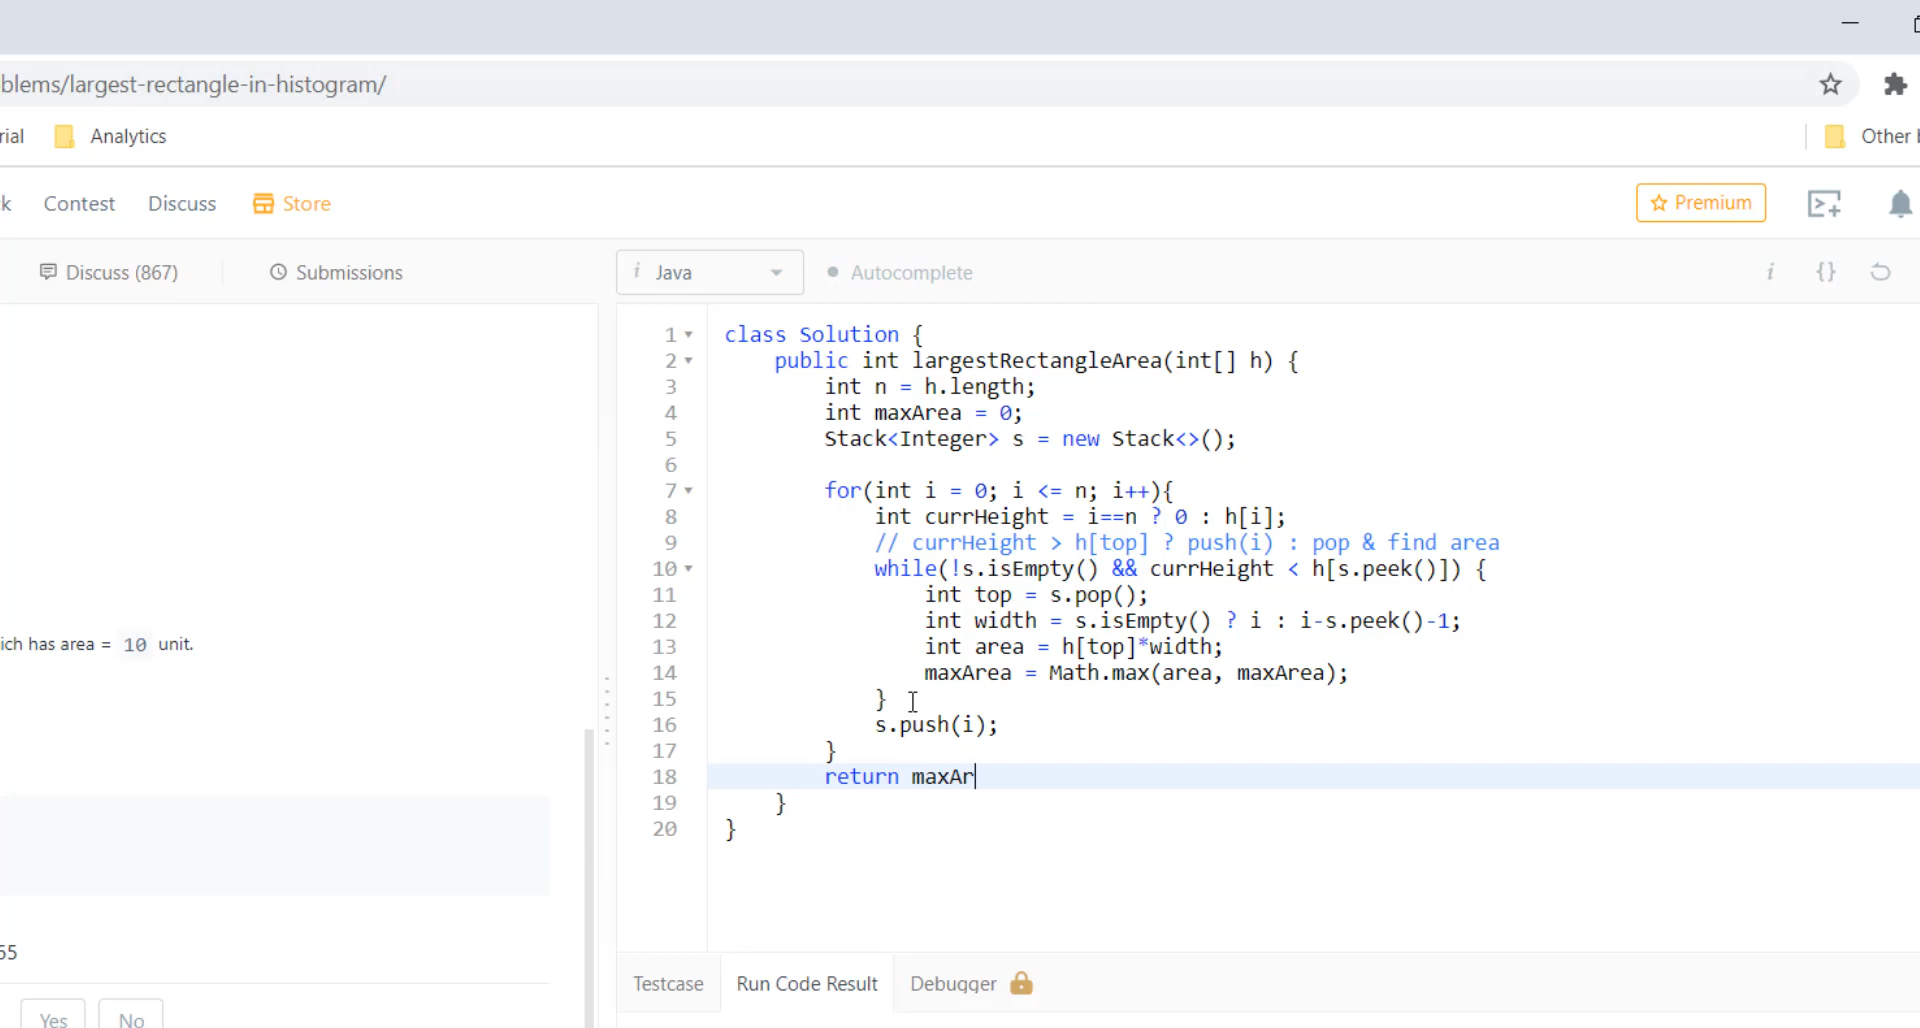 blems/largest-rectangle-in-histogram/
rial Analytics Other b
k Contest Discuss Store Premium
Discuss (867) Submissions i Java Autocomplete i {}
1 class Solution {
2 public int largestRectangleArea(int[] h) {
3 int n = h.length;
4 int maxArea = 0;
5 Stack<Integer> s = new Stack<>();
6
7 for(int i = 0; i <= n; i++){
8 int currHeight = i==n ? 0 : h[i];
9 // currHeight > h[top] ? push(i) : pop & find area
10 while(!s.isEmpty() && currHeight < h[s.peek()]) {
11 int top = s.pop();
12 int width = s.isEmpty() ? i : i-s.peek()-1;
13 int area = h[top]*width;
14 maxArea = Math.max(area, maxArea);
15 }
16 s.push(i);
17 }
18 return maxAr
19 }
20 }
ich has area = 10 unit.
55
Yes No
Testcase Run Code Result Debugger